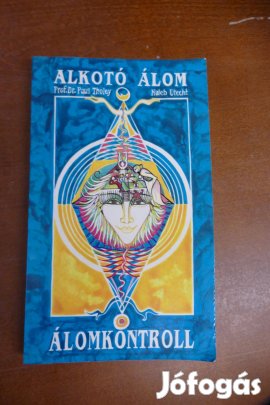 ALKOTÓ ÁLOM
Prof. Dr. Paul Tholey Kaleb Utecht
ÁLOMKONTROLL
Jófogás